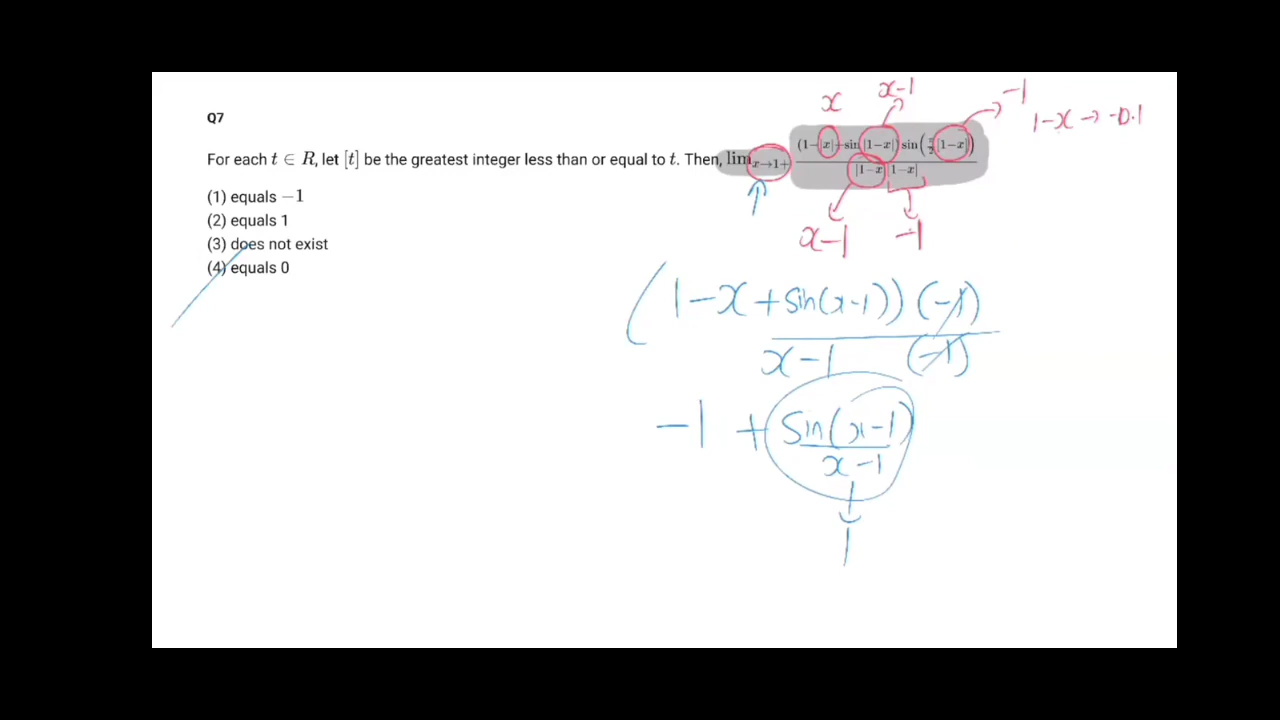 x
x-1
-1
1-x → -0.1
Q7
For each t ∈ R, let [t] be the greatest integer less than or equal to t. Then, lim x→1+ (1-|x|+sin|1-x|) sin(π/2 [1-x]) / |1-x| [1-x]
(1) equals −1
(2) equals 1
(3) does not exist
(4) equals 0
x-1 -1
(1-x+sin(x-1)) (-1)
x-1 (-1)
-1 + sin(x-1)
x-1
1